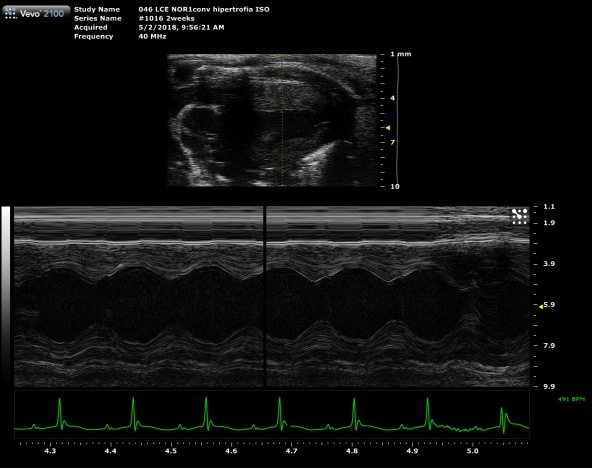 Vevo 2100
Study Name 046 LCE NOR1conv hipertrofia ISO
Series Name #1016 2weeks
Acquired 5/2/2018, 9:56:21 AM
Frequency 40 MHz
1 mm
4
7
10
1.1
1.9
3.9
5.9
7.9
9.9
491 BPM
4.3 4.4 4.5 4.6 4.7 4.8 4.9 5.0